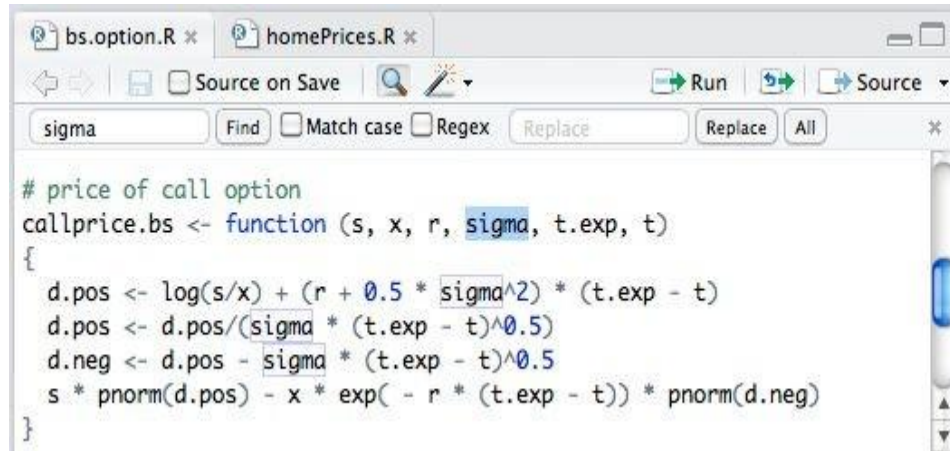 bs.option.R homePrices.R
Source on Save Run Source
sigma Find Match case Regex Replace Replace All
# price of call option
callprice.bs <- function (s, x, r, sigma, t.exp, t)
{
  d.pos <- log(s/x) + (r + 0.5 * sigma^2) * (t.exp - t)
  d.pos <- d.pos/(sigma * (t.exp - t)^0.5)
  d.neg <- d.pos - sigma * (t.exp - t)^0.5
  s * pnorm(d.pos) - x * exp( - r * (t.exp - t)) * pnorm(d.neg)
}